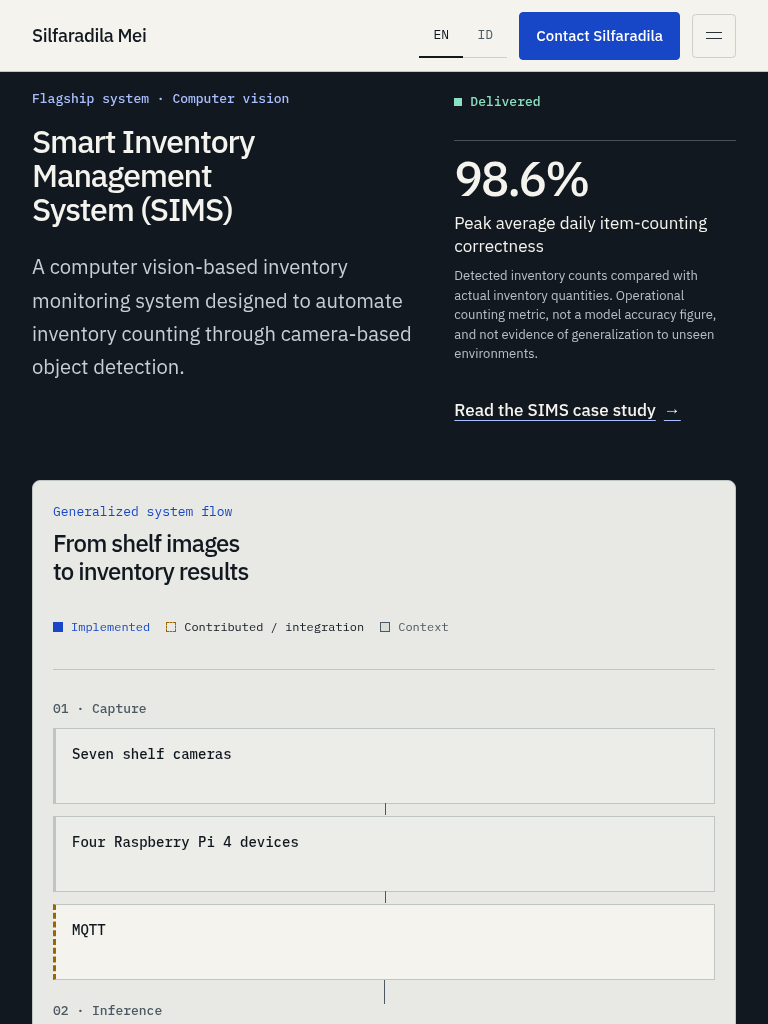 Silfaradila Mei
EN
ID
Contact Silfaradila
Flagship system · Computer vision
Smart Inventory
Management
System (SIMS)
A computer vision-based inventory
monitoring system designed to automate
inventory counting through camera-based
object detection.
Delivered
98.6%
Peak average daily item-counting
correctness
Detected inventory counts compared with
actual inventory quantities. Operational
counting metric, not a model accuracy figure,
and not evidence of generalization to unseen
environments.
Read the SIMS case study →
Generalized system flow
From shelf images
to inventory results
Implemented
Contributed / integration
Context
01 · Capture
Seven shelf cameras
Four Raspberry Pi 4 devices
MQTT
02 · Inference